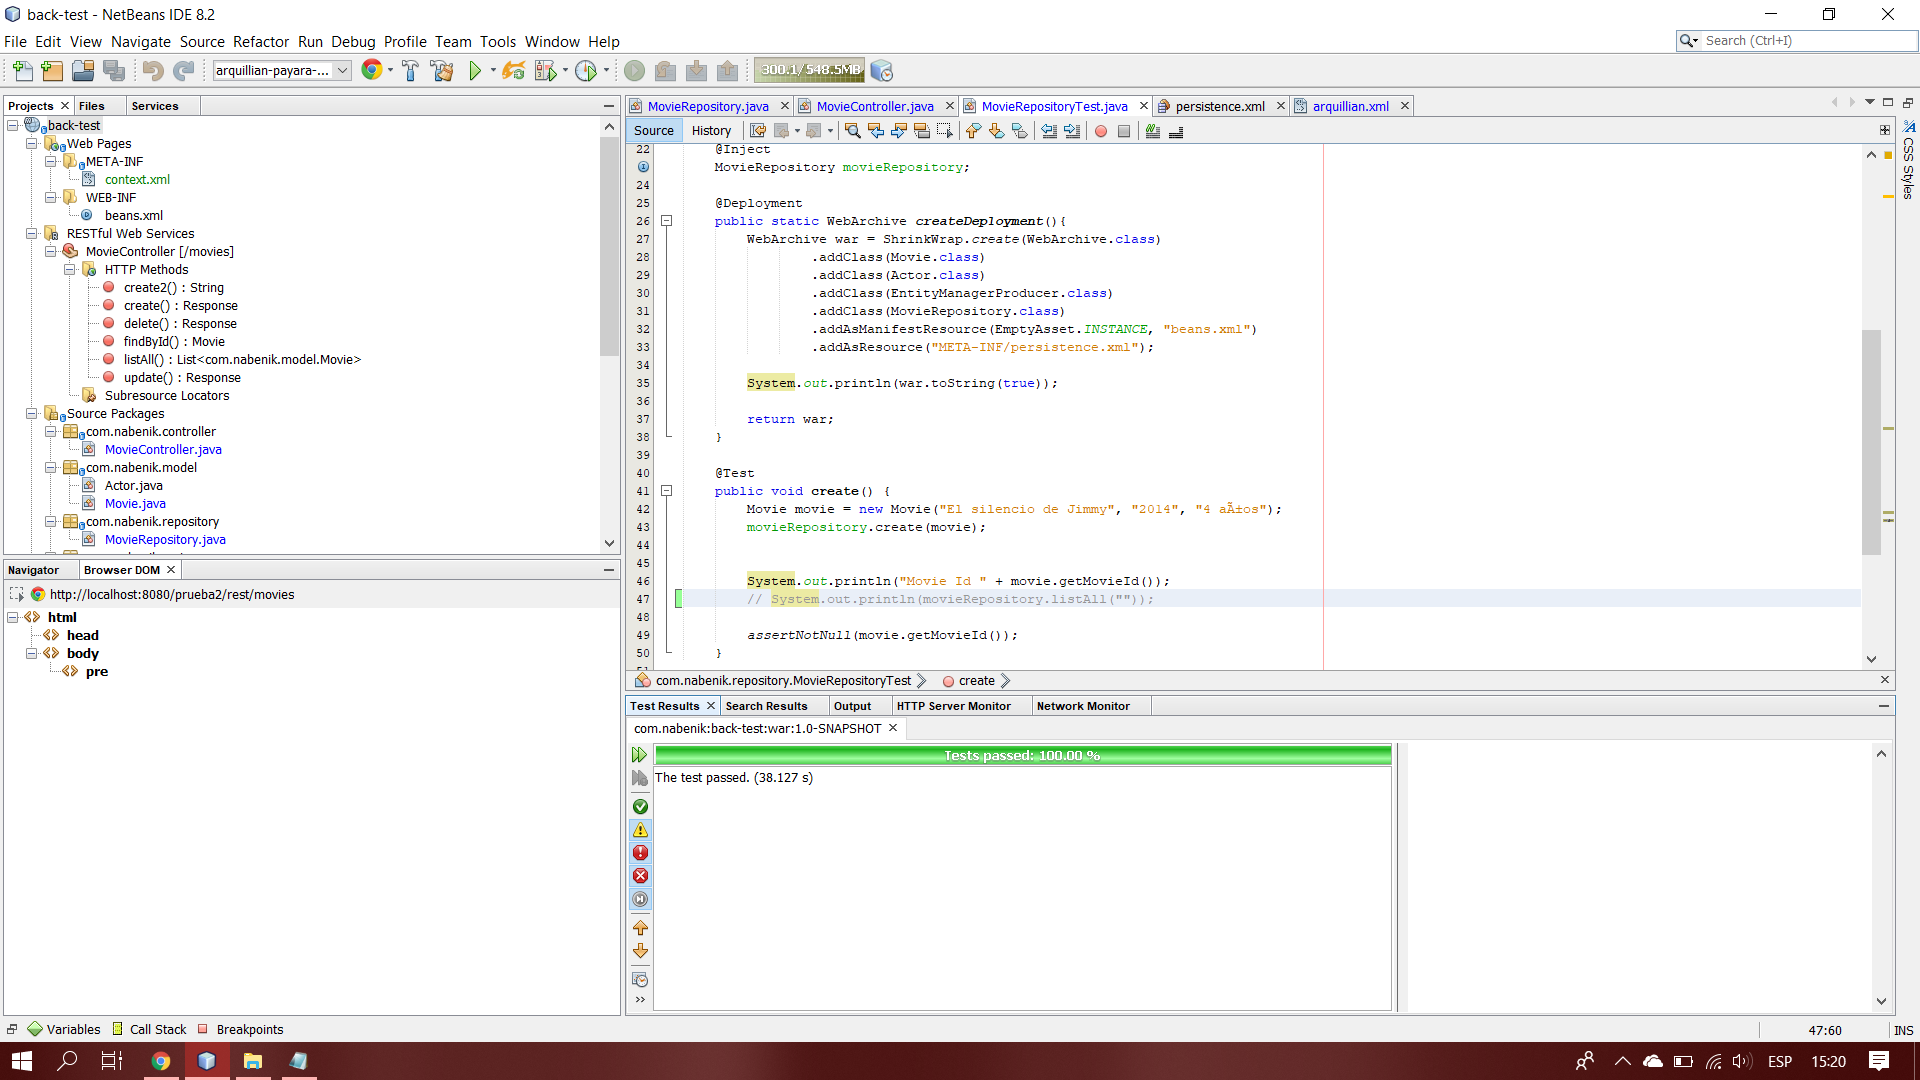 back-test - NetBeans IDE 8.2
File Edit View Navigate Source Refactor Run Debug Profile Team Tools Window Help
Search (Ctrl+I)
arquillian-payara-...
300.1/548.5MB
Projects
Files
Services
back-test
Web Pages
META-INF
context.xml
WEB-INF
beans.xml
RESTful Web Services
MovieController [/movies]
HTTP Methods
create2() : String
create() : Response
delete() : Response
findById() : Movie
listAll() : List<com.nabenik.model.Movie>
update() : Response
Subresource Locators
Source Packages
com.nabenik.controller
MovieController.java
com.nabenik.model
Actor.java
Movie.java
com.nabenik.repository
MovieRepository.java
Navigator
Browser DOM
http://localhost:8080/prueba2/rest/movies
html
head
body
pre
MovieRepository.java
MovieController.java
MovieRepositoryTest.java
persistence.xml
arquillian.xml
Source
History
22 @Inject
MovieRepository movieRepository;
24
25 @Deployment
26 public static WebArchive createDeployment(){
27 WebArchive war = ShrinkWrap.create(WebArchive.class)
28 .addClass(Movie.class)
29 .addClass(Actor.class)
30 .addClass(EntityManagerProducer.class)
31 .addClass(MovieRepository.class)
32 .addAsManifestResource(EmptyAsset.INSTANCE, "beans.xml")
33 .addAsResource("META-INF/persistence.xml");
34
35 System.out.println(war.toString(true));
36
37 return war;
38 }
39
40 @Test
41 public void create() {
42 Movie movie = new Movie("El silencio de Jimmy", "2014", "4 aÃ±os");
43 movieRepository.create(movie);
44
45
46 System.out.println("Movie Id " + movie.getMovieId());
47 // System.out.println(movieRepository.listAll(""));
48
49 assertNotNull(movie.getMovieId());
50 }
CSS Styles
com.nabenik.repository.MovieRepositoryTest
create
Test Results
Search Results
Output
HTTP Server Monitor
Network Monitor
com.nabenik:back-test:war:1.0-SNAPSHOT
Tests passed: 100.00 %
The test passed. (38.127 s)
Variables
Call Stack
Breakpoints
47:60
INS
ESP
15:20